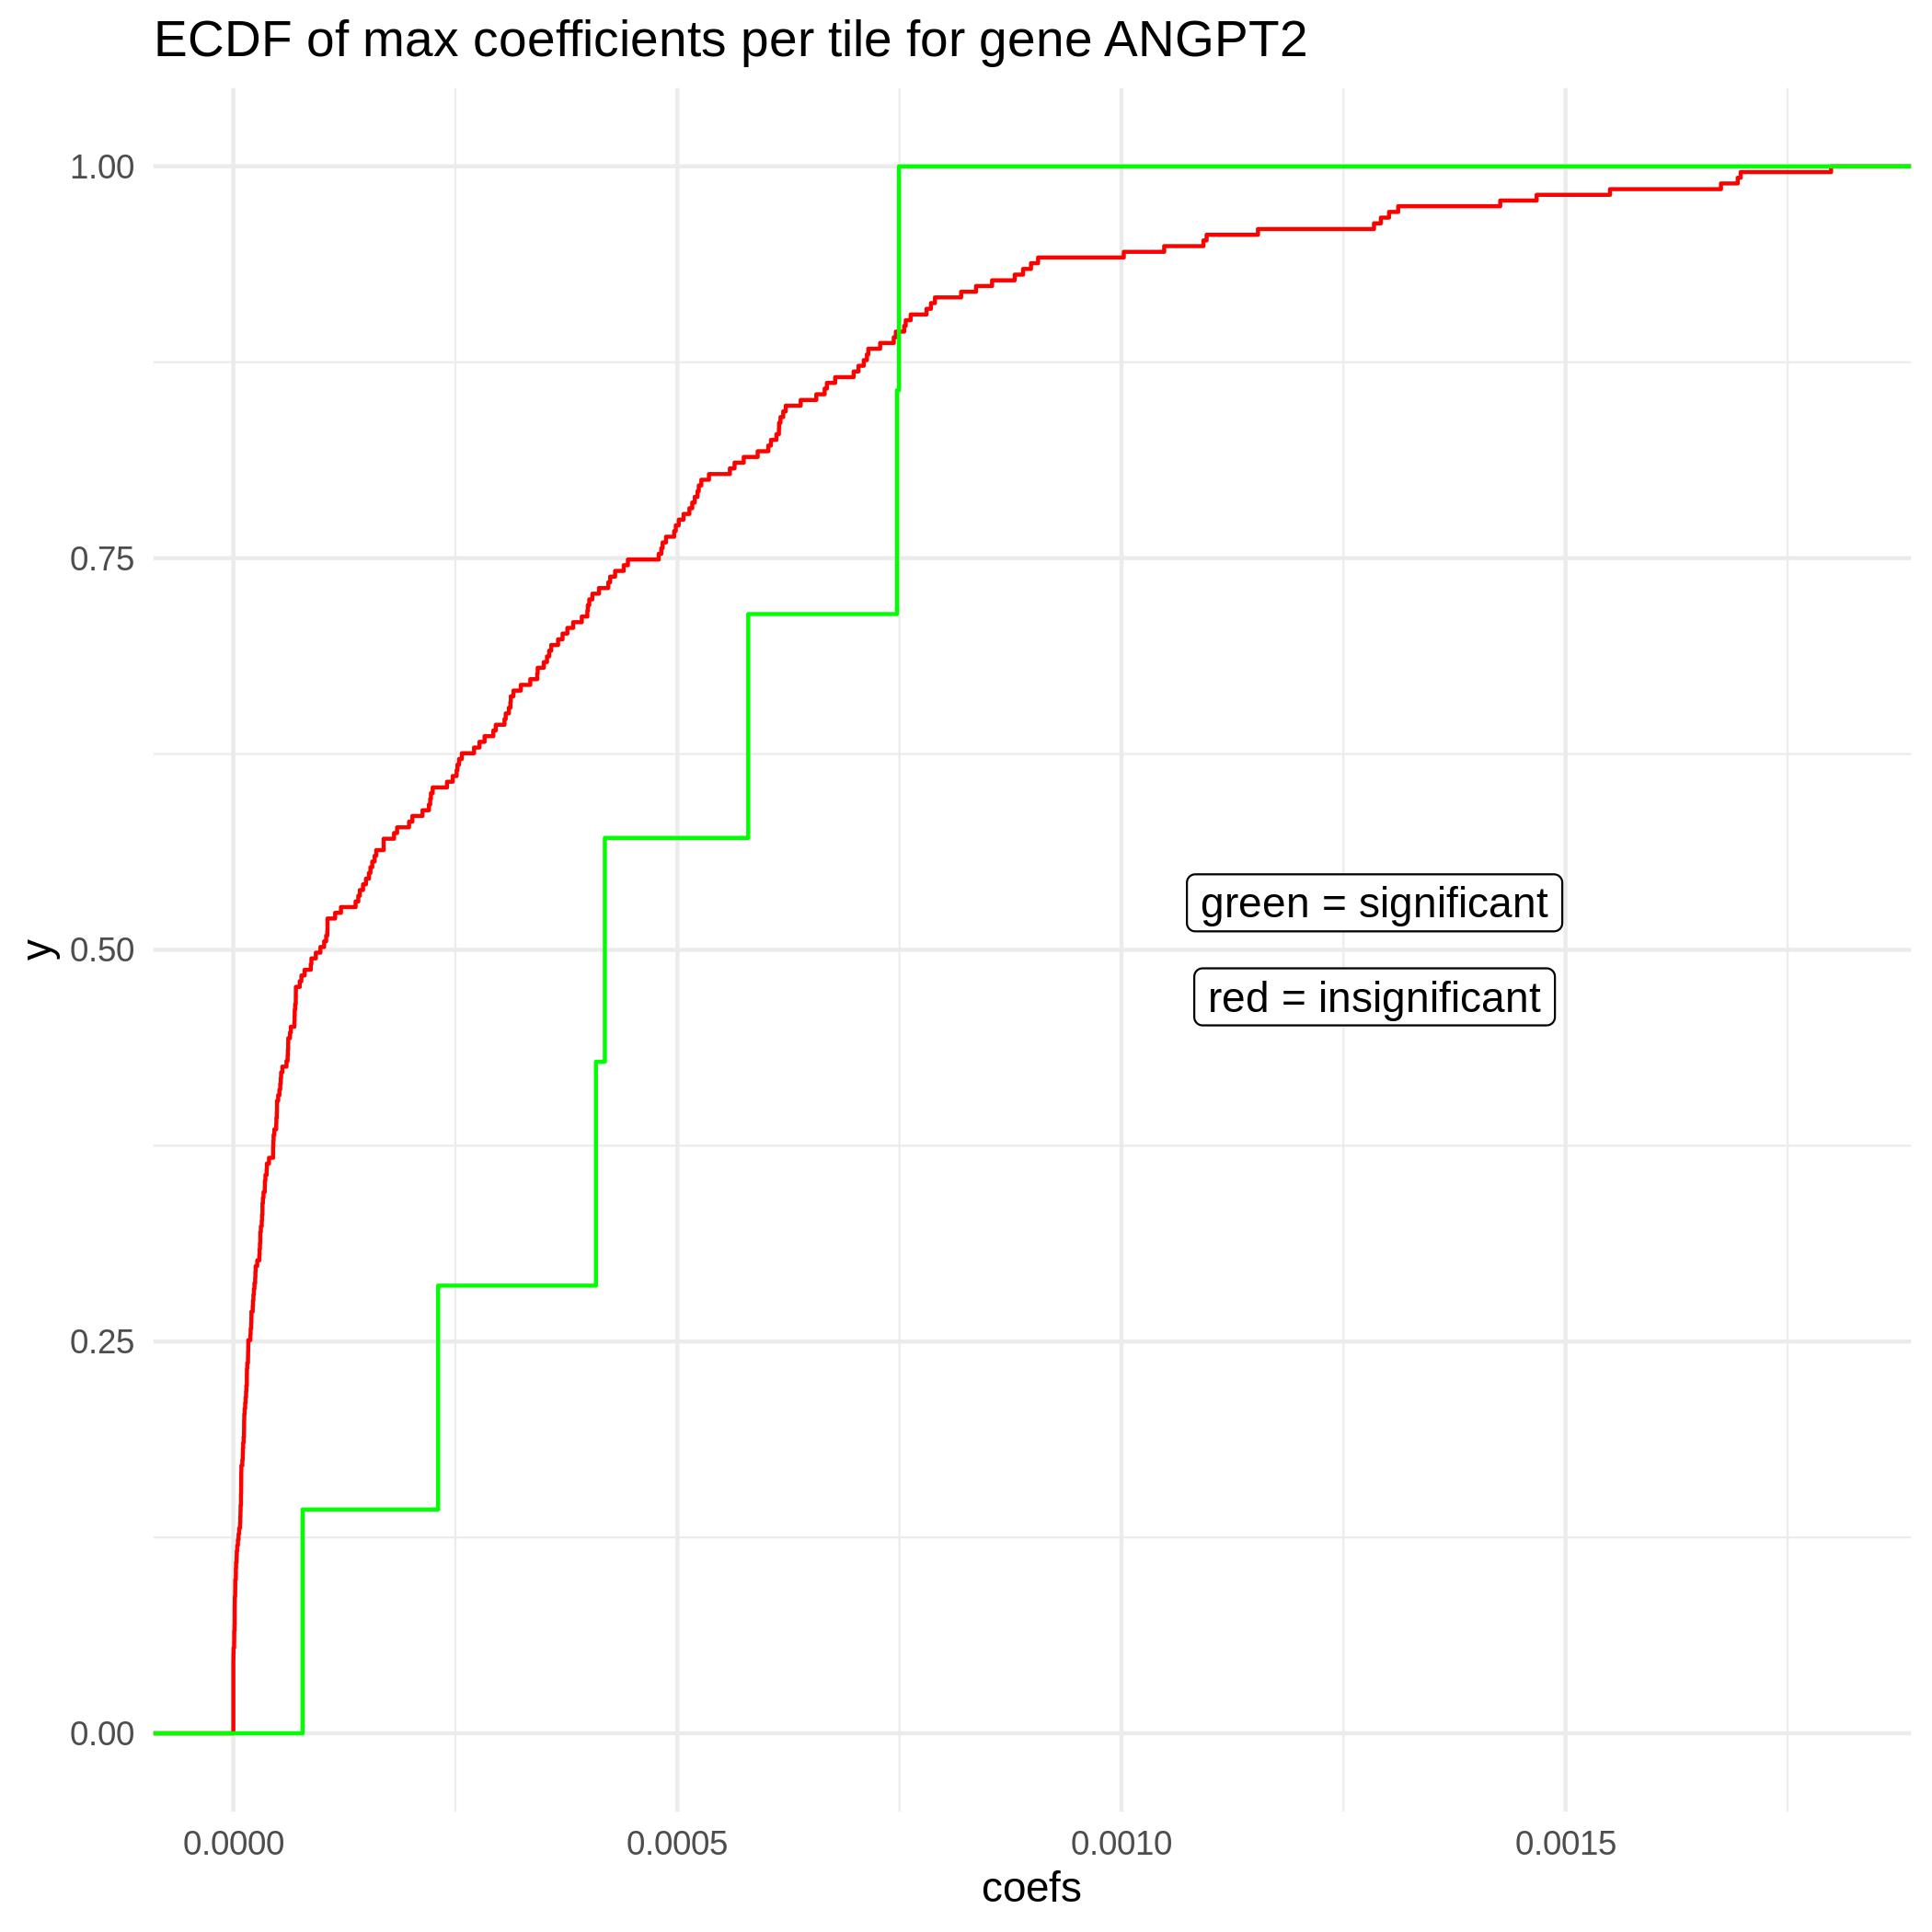 ECDF of max coefficients per tile for gene ANGPT2
1.00
0.75
0.50
0.25
0.00
y
green = significant
red = insignificant
0.0000 0.0005 0.0010 0.0015
coefs